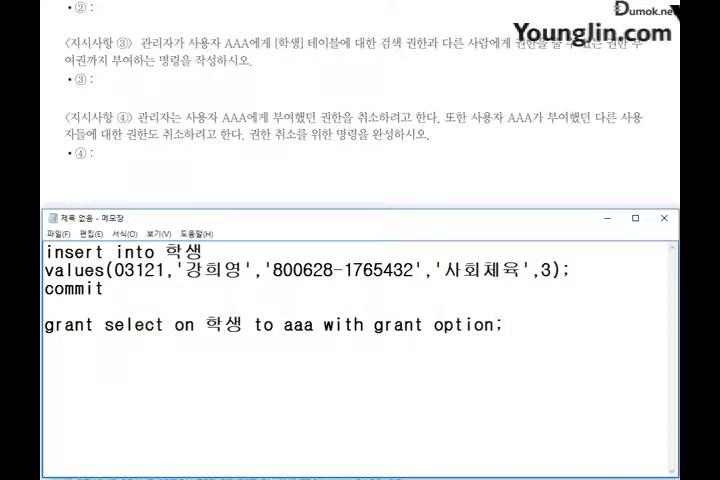 • ② :
Dumok.ne
Younglin.com
〈지시사항 ③〉 관리자가 사용자 AAA에게 [학생] 테이블에 대한 검색 권한과 다른 사람에게 권한을 줄 수 있는 권한 부
여권까지 부여하는 명령을 작성하시오.
• ③ :
〈지시사항 ④〉 관리자는 사용자 AAA에게 부여했던 권한을 취소하려고 한다. 또한 사용자 AAA가 부여했던 다른 사용
자들에 대한 권한도 취소하려고 한다. 권한 취소를 위한 명령을 완성하시오.
• ④ :
제목 없음 - 메모장
파일(F) 편집(E) 서식(O) 보기(V) 도움말(H)
insert into 학생
values(03121,'강희영','800628-1765432','사회체육',3);
commit
grant select on 학생 to aaa with grant option;